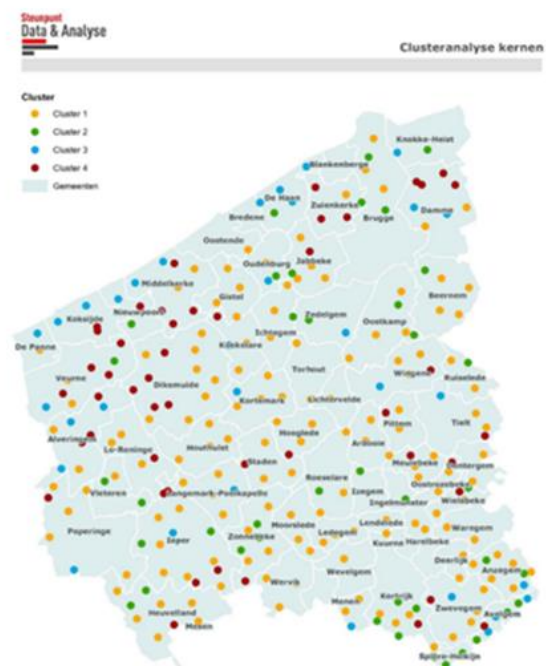 Steunpunt
Data & Analyse
Clusteranalyse kernen
Cluster
Cluster 1
Cluster 2
Cluster 3
Cluster 4
Gemeenten
Knokke-Heist
Blankenberge
De Haan
Zuienkerke
Damme
Bredene
Brugge
Oostende
Oudenburg
Jabbeke
Middelkerke
Gistel
Beernem
Nieuwpoort
Koksijde
Zedelgem
Oostkamp
Ichtegem
De Panne
Koekelare
Torhout
Wingene
Ruiselede
Veurne
Diksmuide
Kortemark
Lichtervelde
Pittem
Tielt
Hooglede
Alveringem
Ardooie
Lo-Reninge
Houthulst
Staden
Meulebeke
Dentergem
Roeselare
Oostrozebeke
Vleteren
Langemark-Poelkapelle
Izegem
Ingelmunster
Wielsbeke
Poperinge
Moorslede
Ledegem
Lendelede
Waregem
Ieper
Zonnebeke
Kuurne
Harelbeke
Deerlijk
Wevelgem
Anzegem
Wervik
Menen
Kortrijk
Heuvelland
Zwevegem
Avelgem
Mesen
Spiere-Helkijn